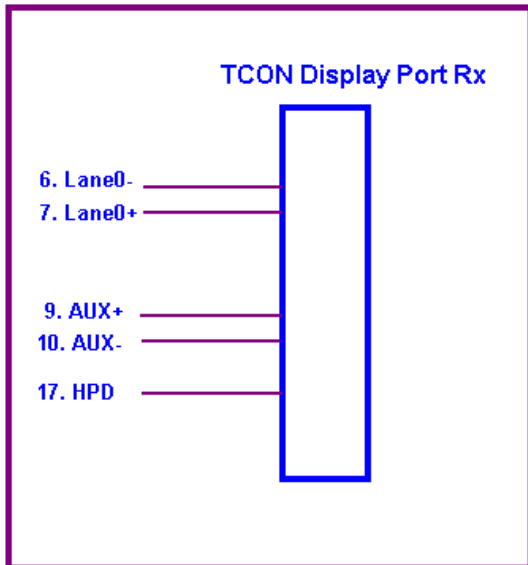 TCON Display Port Rx
6. Lane0-
7. Lane0+
9. AUX+
10. AUX-
17. HPD